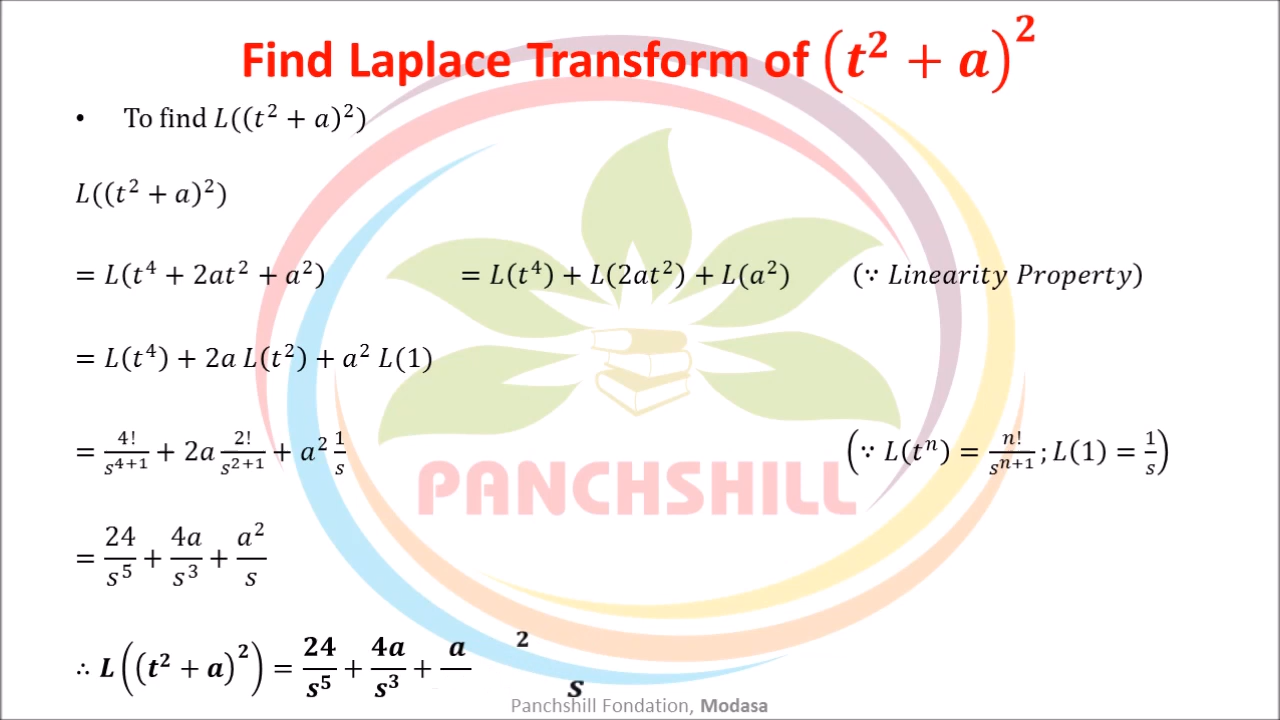 Find Laplace Transform of (t² + a)²
• To find L((t² + a)²)
L((t² + a)²)
= L(t⁴ + 2at² + a²) = L(t⁴) + L(2at²) + L(a²) (∵ Linearity Property)
= L(t⁴) + 2a L(t²) + a² L(1)
= 4!/s⁴⁺¹ + 2a 2!/s²⁺¹ + a² 1/s (∵ L(tⁿ) = n!/sⁿ⁺¹ ; L(1) = 1/s)
PANCHSHILL
= 24/s⁵ + 4a/s³ + a²/s
∴ L((t² + a)²) = 24/s⁵ + 4a/s³ + a²/s
Panchshill Fondation, Modasa